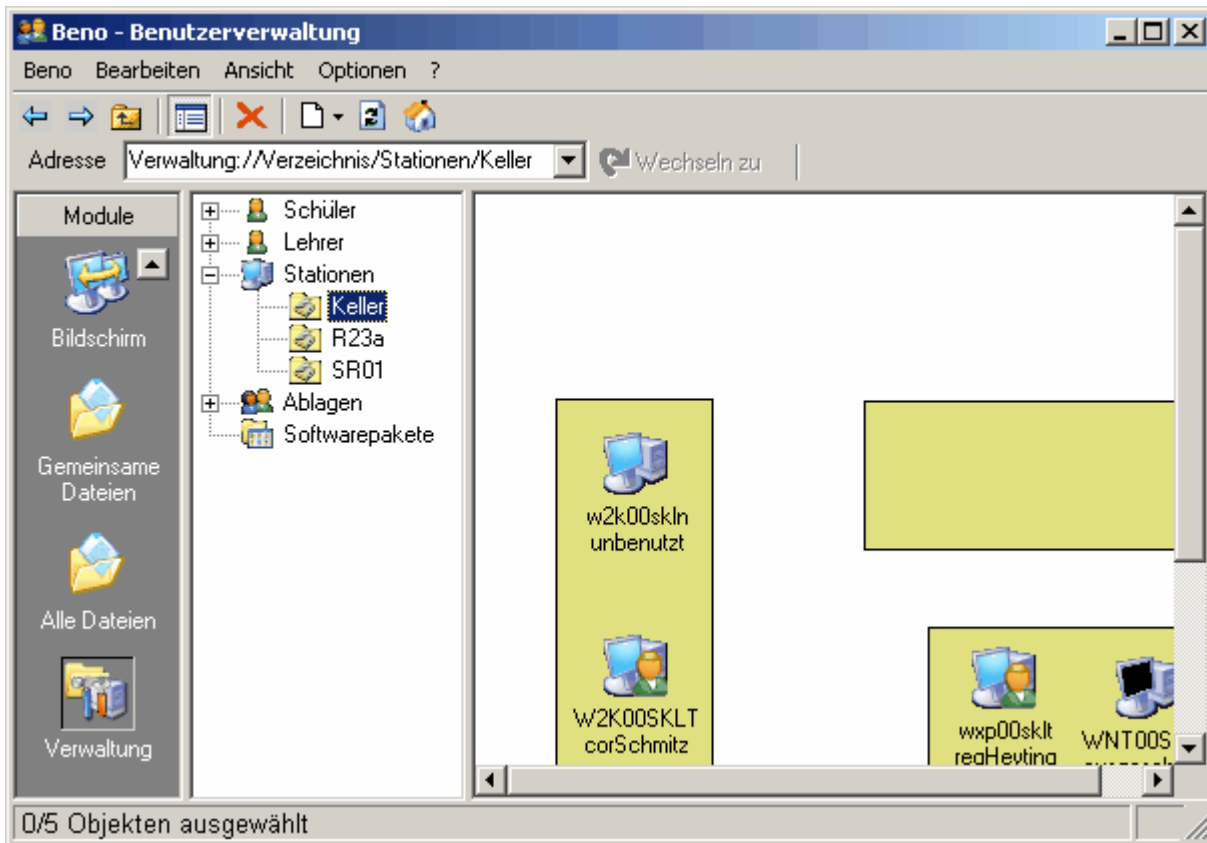 Beno - Benutzerverwaltung
Beno Bearbeiten Ansicht Optionen ?
Adresse Verwaltung://Verzeichnis/Stationen/Keller Wechseln zu
Module
Bildschirm
Gemeinsame
Dateien
Alle Dateien
Verwaltung
Schüler
Lehrer
Stationen
Keller
R23a
SR01
Ablagen
Softwarepakete
w2k00skln
unbenutzt
W2K00SKLT
corSchmitz
wxp00sklt
regHeyting
WNT00S
0/5 Objekten ausgewählt